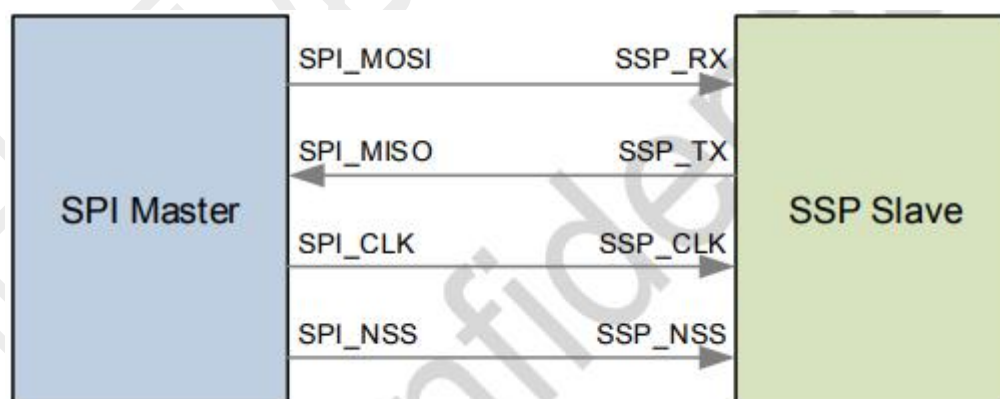 SPI_MOSI SSP_RX
SPI_MISO SSP_TX
SPI Master SSP Slave
SPI_CLK SSP_CLK
SPI_NSS SSP_NSS